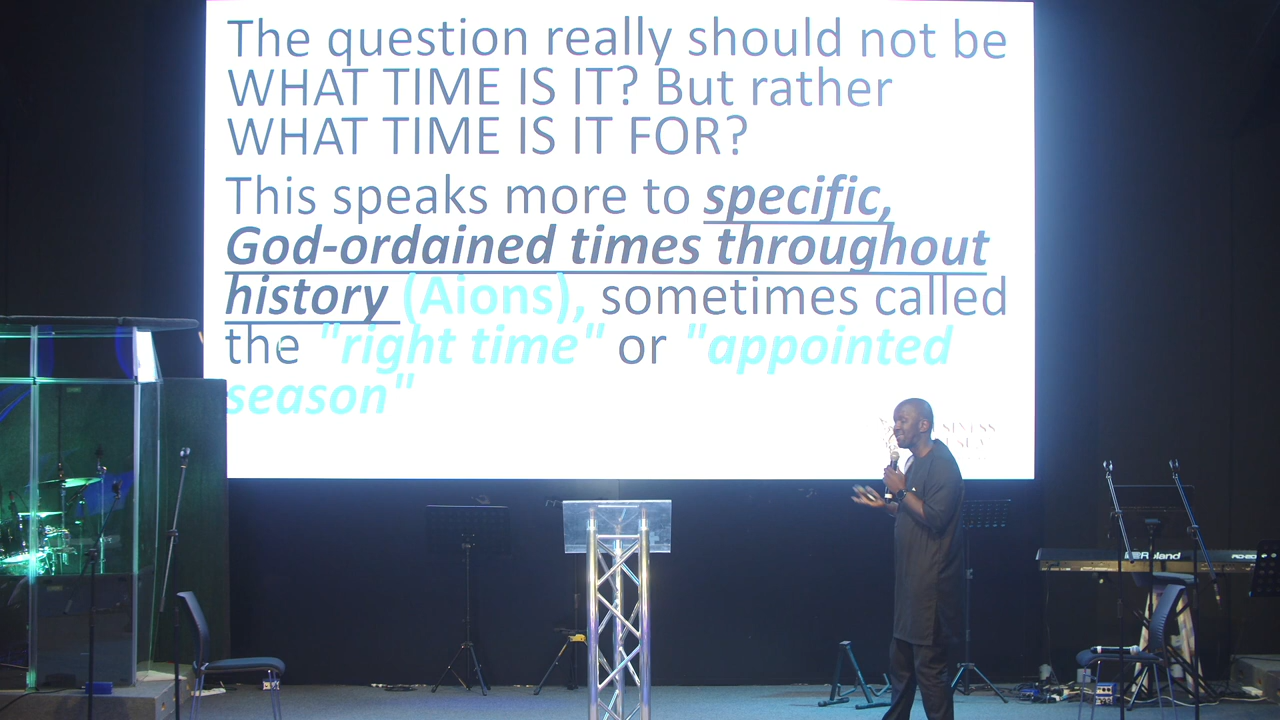 The question really should not be
WHAT TIME IS IT? But rather
WHAT TIME IS IT FOR?
This speaks more to specific,
God-ordained times throughout
history (Aions), sometimes called
the "right time" or "appointed
season"
Roland